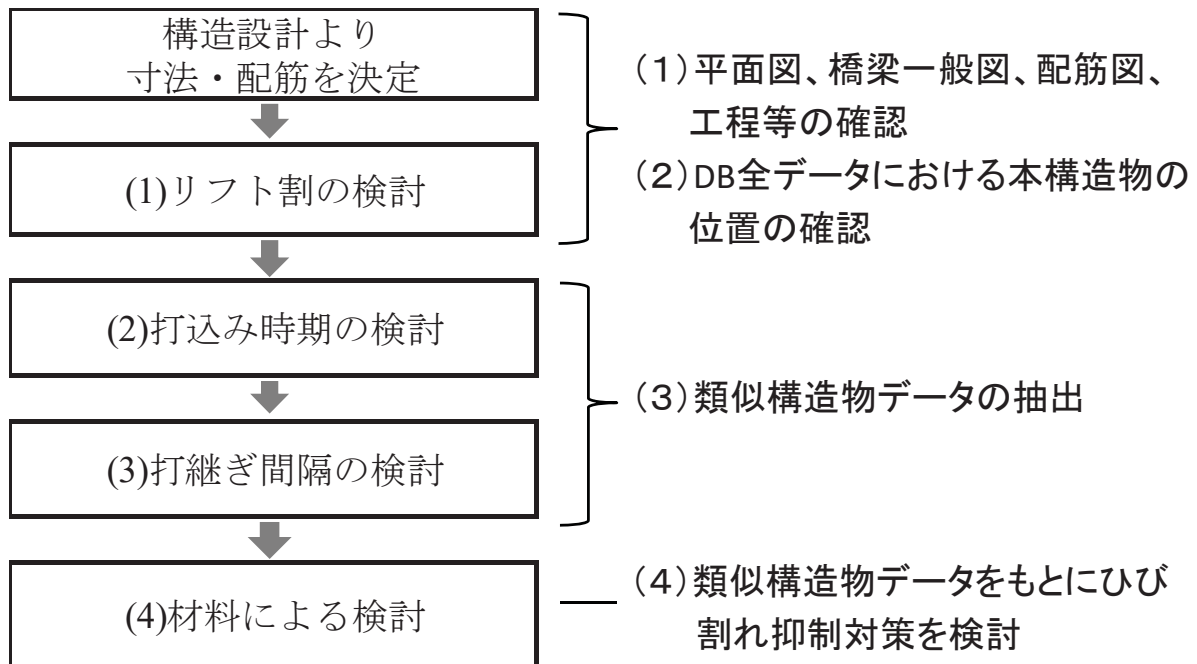 構造設計より
寸法・配筋を決定
(1)リフト割の検討
(2)打込み時期の検討
(3)打継ぎ間隔の検討
(4)材料による検討
(1)平面図、橋梁一般図、配筋図、
工程等の確認
(2)DB全データにおける本構造物の
位置の確認
(3)類似構造物データの抽出
(4)類似構造物データをもとにひび
割れ抑制対策を検討